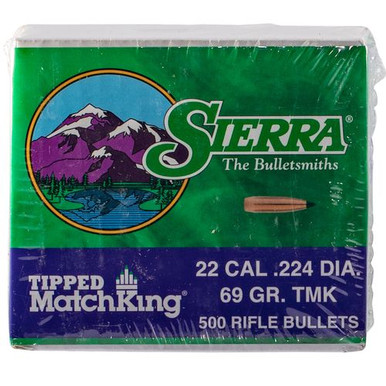 SIERRA®
The Bulletsmiths
TIPPED
MatchKing®
22 CAL .224 DIA.
69 GR. TMK
500 RIFLE BULLETS